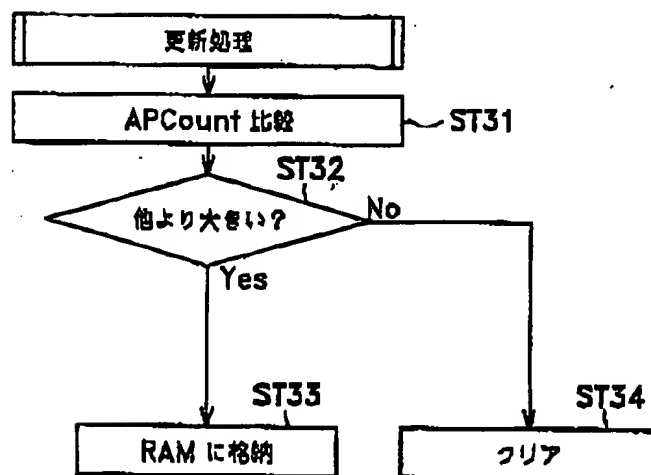 更新処理
APCount 比較
ST31
ST32
他より大きい?
No
Yes
ST33
RAM に格納
ST34
クリア